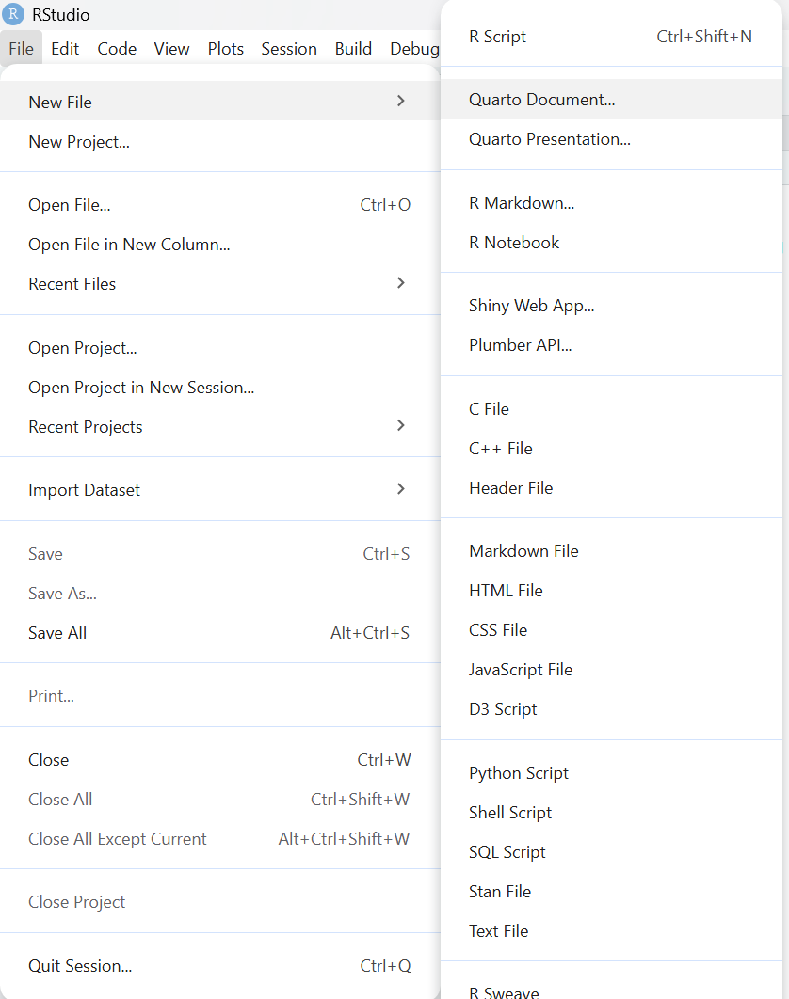 R RStudio
File Edit Code View Plots Session Build Debug
New File
New Project...
Open File... Ctrl+O
Open File in New Column...
Recent Files
Open Project...
Open Project in New Session...
Recent Projects
Import Dataset
Save Ctrl+S
Save As...
Save All Alt+Ctrl+S
Print...
Close Ctrl+W
Close All Ctrl+Shift+W
Close All Except Current Alt+Ctrl+Shift+W
Close Project
Quit Session... Ctrl+Q
R Script Ctrl+Shift+N
Quarto Document...
Quarto Presentation...
R Markdown...
R Notebook
Shiny Web App...
Plumber API...
C File
C++ File
Header File
Markdown File
HTML File
CSS File
JavaScript File
D3 Script
Python Script
Shell Script
SQL Script
Stan File
Text File
R Sweave